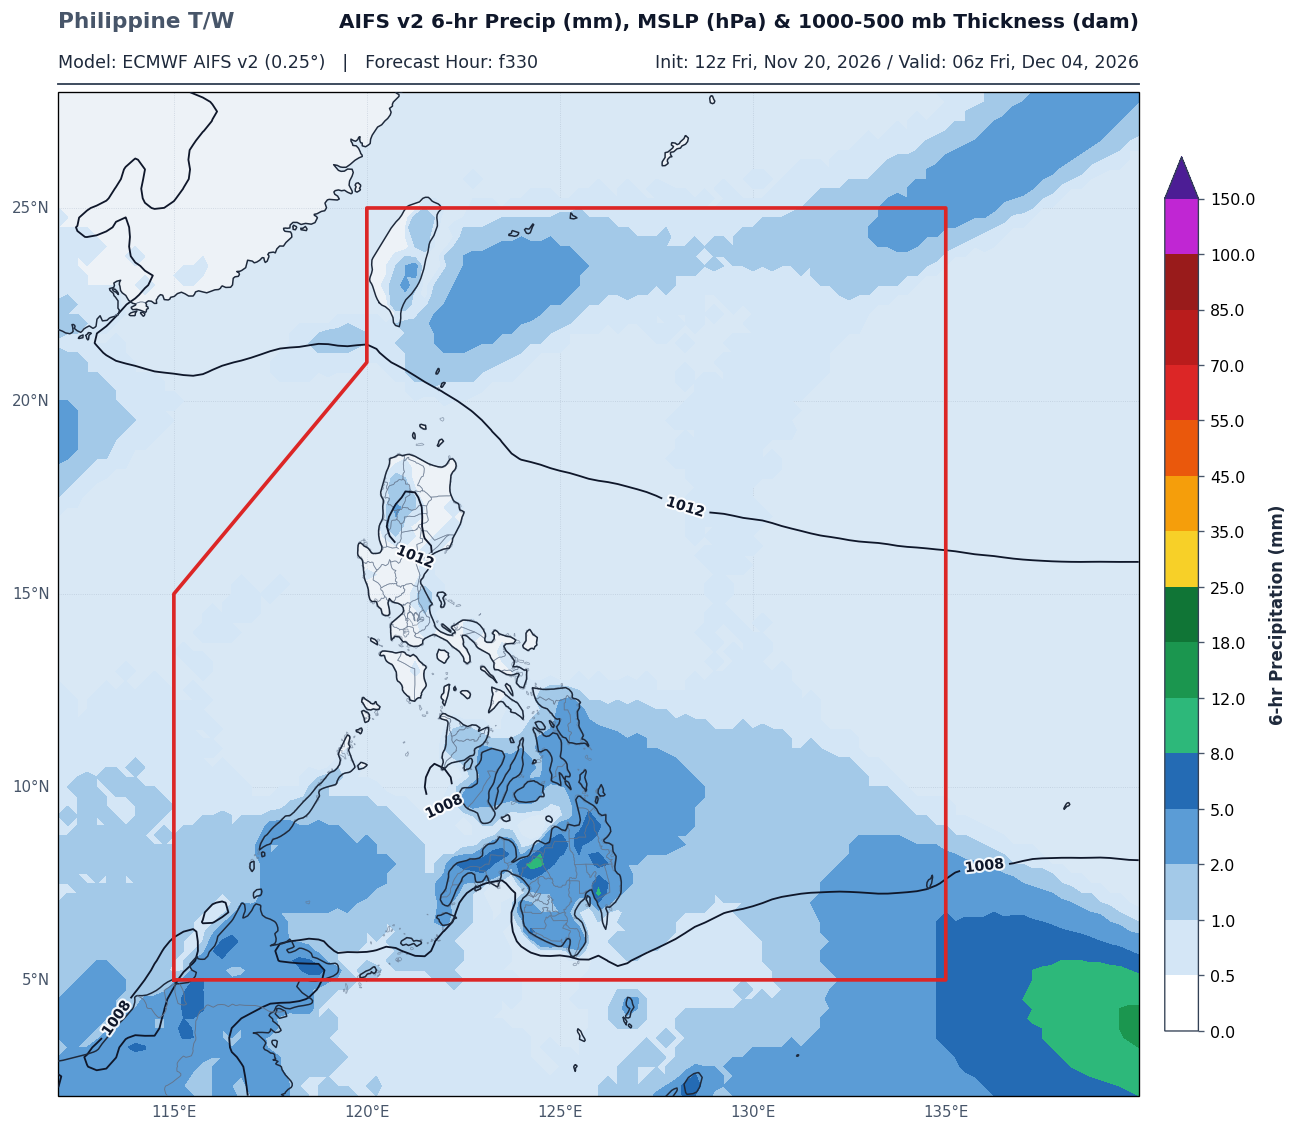 Philippine T/W
AIFS v2 6-hr Precip (mm), MSLP (hPa) & 1000-500 mb Thickness (dam)
Model: ECMWF AIFS v2 (0.25°) | Forecast Hour: f330
Init: 12z Fri, Nov 20, 2026 / Valid: 06z Fri, Dec 04, 2026
25°N
20°N
15°N
10°N
5°N
1012
1012
1008
1008
1008
115°E
120°E
125°E
130°E
135°E
150.0
100.0
85.0
70.0
55.0
45.0
35.0
25.0
18.0
12.0
8.0
5.0
2.0
1.0
0.5
0.0
6-hr Precipitation (mm)